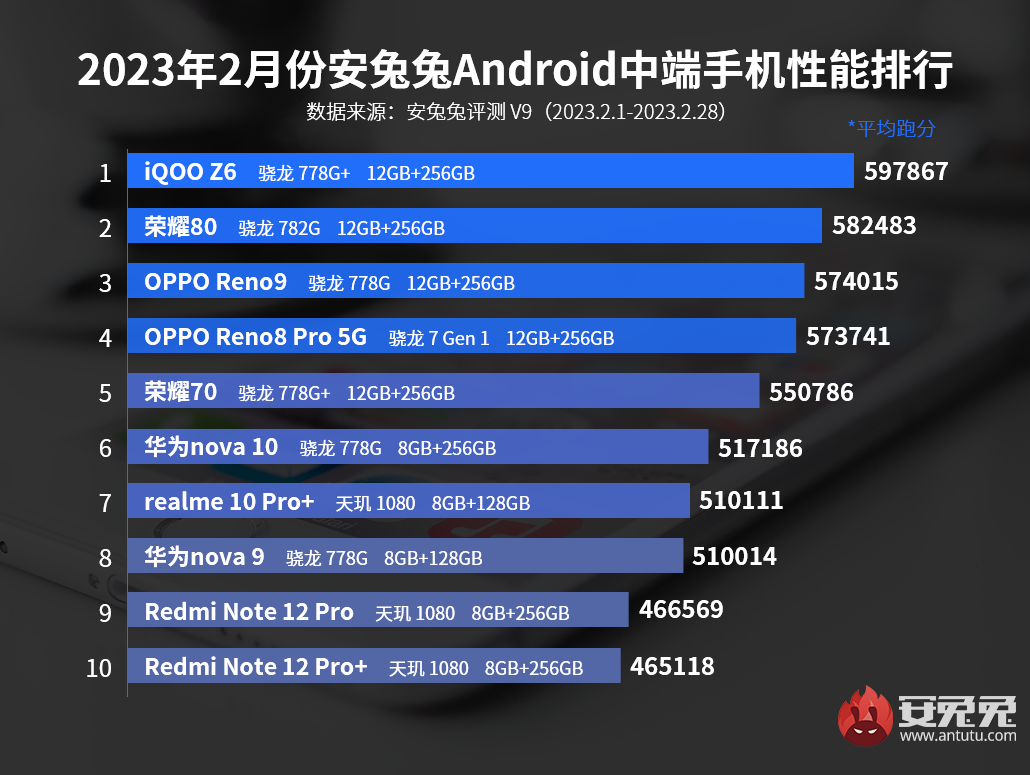 2023年2月份安兔兔Android中端手机性能排行
数据来源：安兔兔评测 V9（2023.2.1-2023.2.28）
*平均跑分
1 iQOO Z6 骁龙 778G+ 12GB+256GB 597867
2 荣耀80 骁龙 782G 12GB+256GB 582483
3 OPPO Reno9 骁龙 778G 12GB+256GB 574015
4 OPPO Reno8 Pro 5G 骁龙 7 Gen 1 12GB+256GB 573741
5 荣耀70 骁龙 778G+ 12GB+256GB 550786
6 华为nova 10 骁龙 778G 8GB+256GB 517186
7 realme 10 Pro+ 天玑 1080 8GB+128GB 510111
8 华为nova 9 骁龙 778G 8GB+128GB 510014
9 Redmi Note 12 Pro 天玑 1080 8GB+256GB 466569
10 Redmi Note 12 Pro+ 天玑 1080 8GB+256GB 465118
安兔兔
www.antutu.com